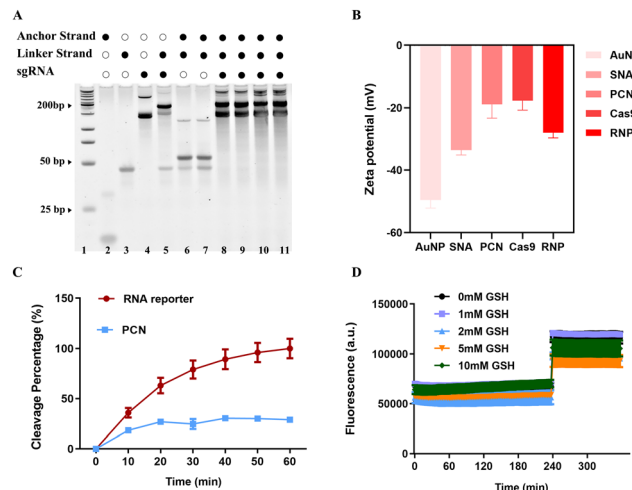 A
Anchor Strand
Linker Strand
sgRNA
200bp
50 bp
25 bp
1 2 3 4 5 6 7 8 9 10 11
B
0
-20
-40
-60
Zeta potential (mV)
AuNP SNA PCN Cas9 RNP
AuNP
SNA
PCN
Cas9
RNP
C
150
100
50
0
Cleavage Percentage (%)
RNA reporter
PCN
0 10 20 30 40 50 60
Time (min)
D
150000
100000
50000
0
Fluorescence (a.u.)
0mM GSH
1mM GSH
2mM GSH
5mM GSH
10mM GSH
0 60 120 180 240 300
Time (min)